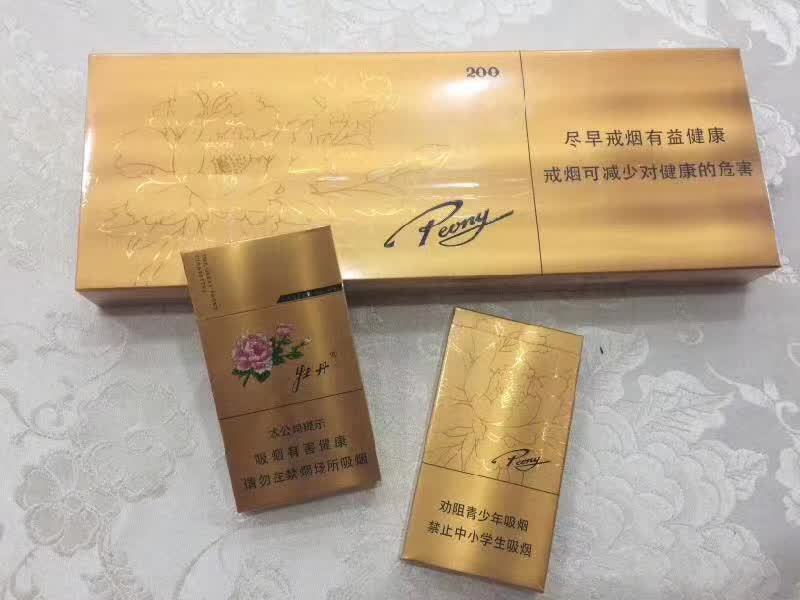 200
尽早戒烟有益健康
戒烟可减少对健康的危害
Peony
牡丹
本公司提示
吸烟有害健康
请勿在禁烟场所吸烟
Peony
劝阻青少年吸烟
禁止中小学生吸烟